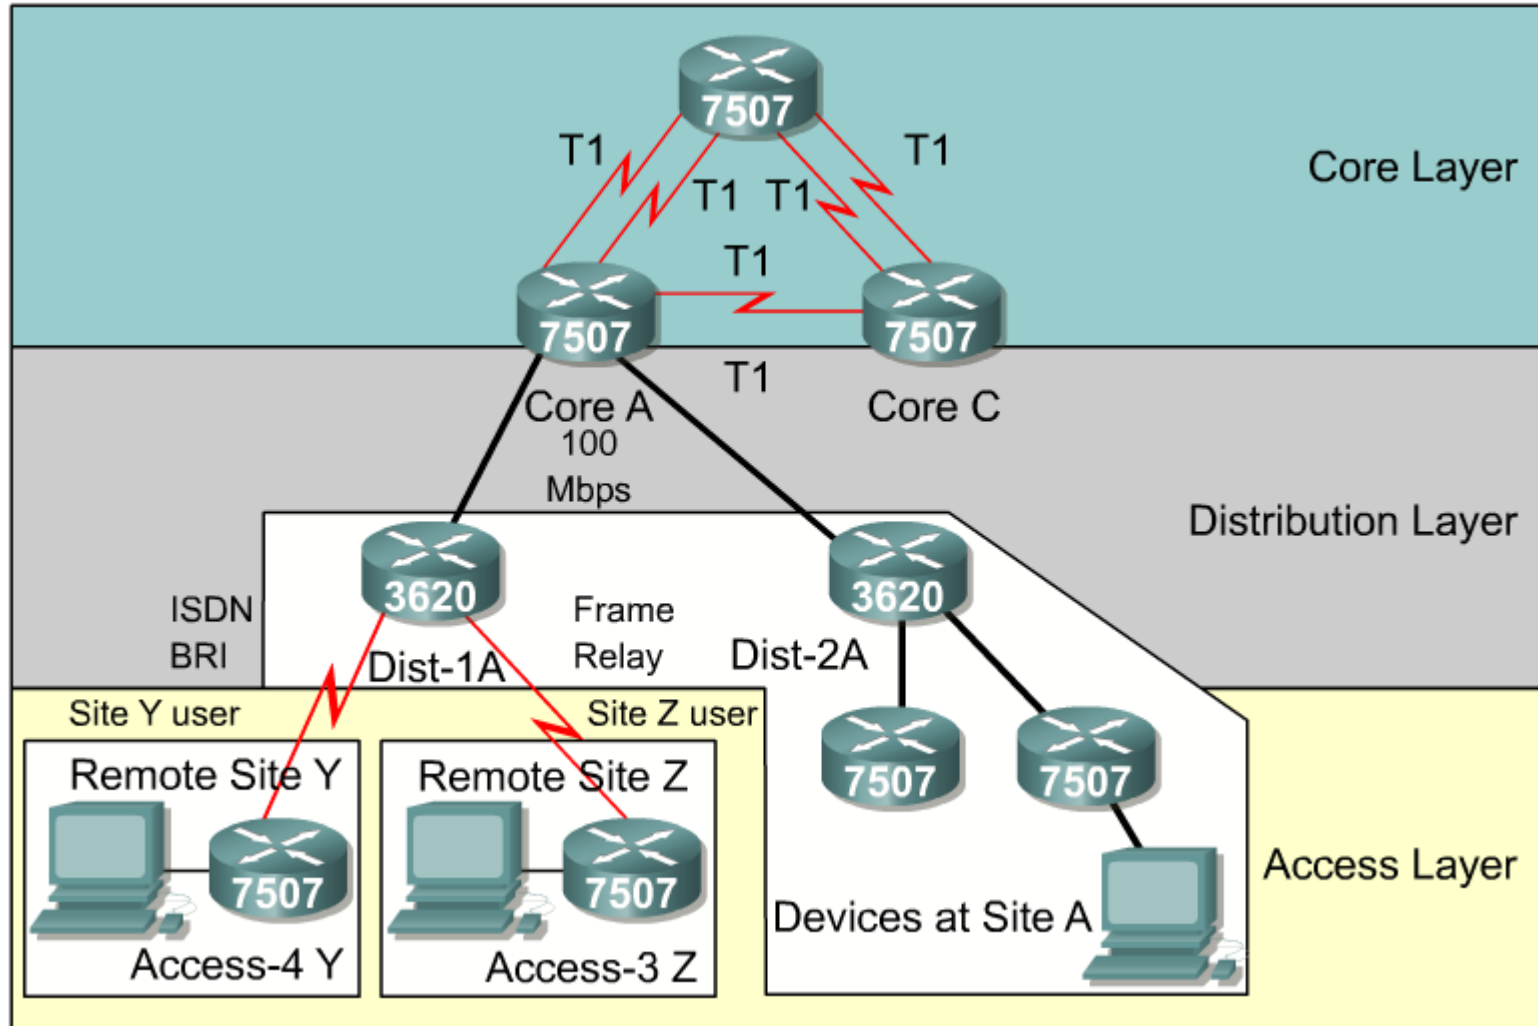 7507
T1
T1
Core Layer
T1
T1
T1
7507
7507
T1
Core A
Core C
100
Mbps
Distribution Layer
3620
3620
ISDN
BRI
Frame
Relay
Dist-1A
Dist-2A
Site Y user
Site Z user
7507
7507
Remote Site Y
Remote Site Z
7507
7507
Access Layer
Devices at Site A
Access-4 Y
Access-3 Z